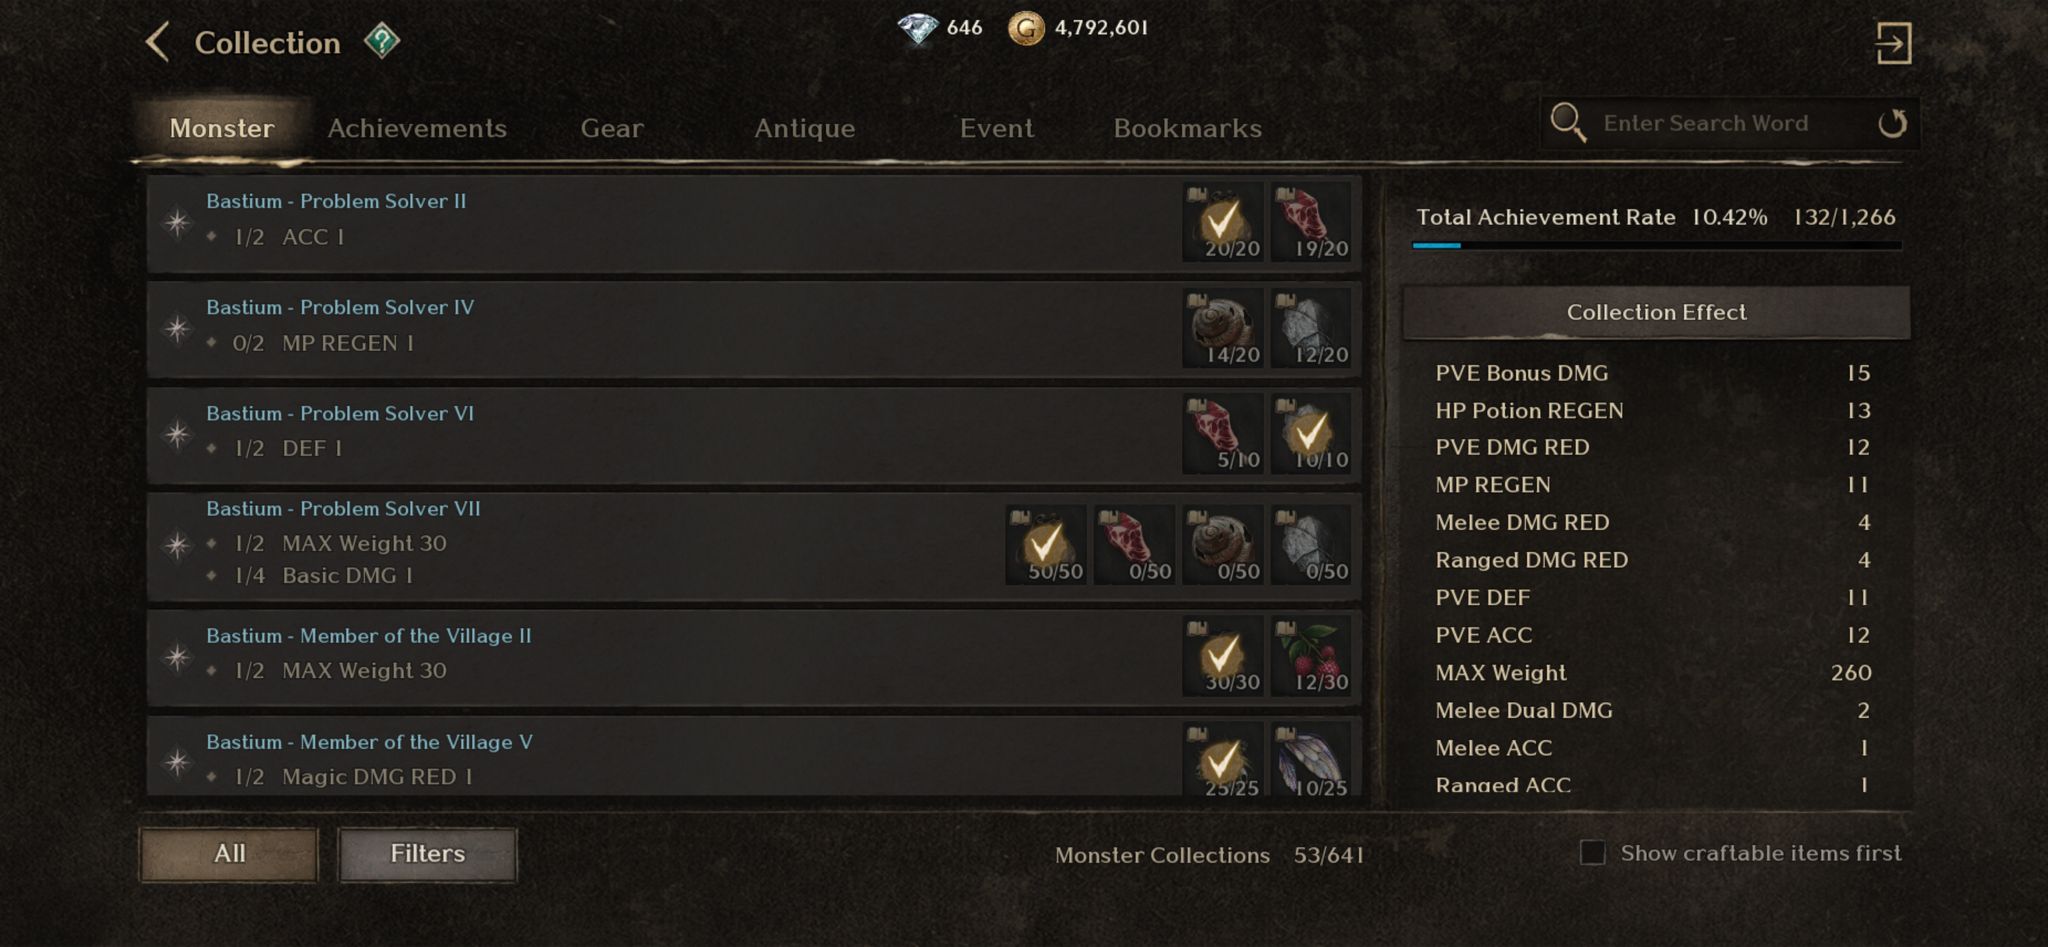 Collection
646
4,792,601
Monster Achievements Gear Antique Event Bookmarks
Enter Search Word
Bastium - Problem Solver II
1/2 ACC 1
20/20 19/20
Bastium - Problem Solver IV
0/2 MP REGEN 1
14/20 12/20
Bastium - Problem Solver VI
1/2 DEF 1
5/10 10/10
Bastium - Problem Solver VII
1/2 MAX Weight 30
1/4 Basic DMG 1
50/50 0/50 0/50 0/50
Bastium - Member of the Village II
1/2 MAX Weight 30
30/30 12/30
Bastium - Member of the Village V
1/2 Magic DMG RED 1
25/25 10/25
Total Achievement Rate 10.42% 132/1,266
Collection Effect
PVE Bonus DMG 15
HP Potion REGEN 13
PVE DMG RED 12
MP REGEN 11
Melee DMG RED 4
Ranged DMG RED 4
PVE DEF 11
PVE ACC 12
MAX Weight 260
Melee Dual DMG 2
Melee ACC 1
Ranged ACC 1
All
Filters
Monster Collections 53/641
Show craftable items first